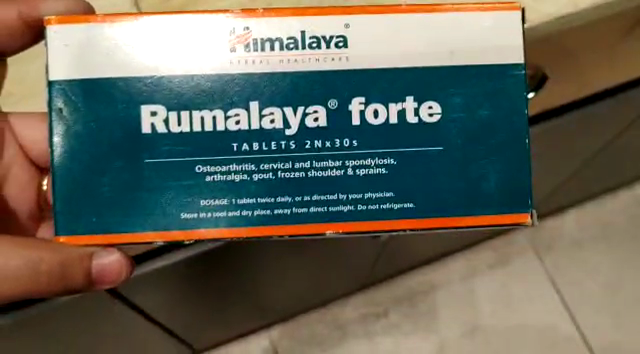 Himalaya®
HERBAL HEALTHCARE
Rumalaya® forte
TABLETS 2Nx30s
Osteoarthritis, cervical and lumbar spondylosis,
arthralgia, gout, frozen shoulder & sprains.
DOSAGE: 1 tablet twice daily, or as directed by your physician.
Store in a cool and dry place, away from direct sunlight. Do not refrigerate.